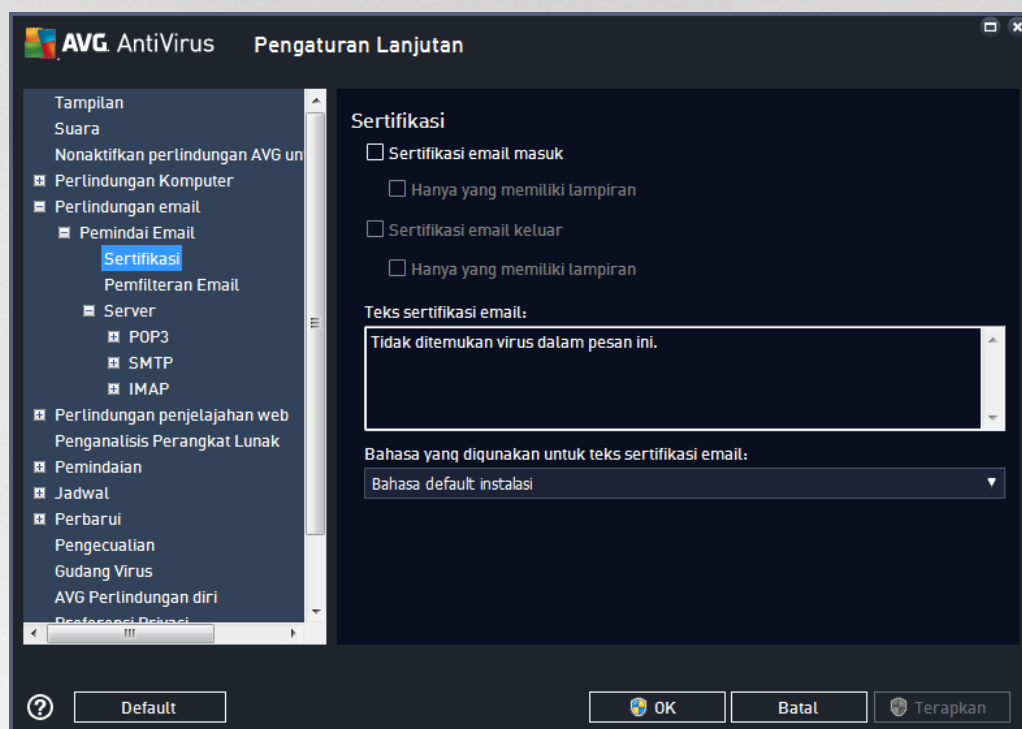 AVG. AntiVirus Pengaturan Lanjutan
Tampilan
Suara
Nonaktifkan perlindungan AVG un
Perlindungan Komputer
Perlindungan email
Pemindai Email
Sertifikasi
Pemfilteran Email
Server
POP3
SMTP
IMAP
Perlindungan penjelajahan web
Penganalisis Perangkat Lunak
Pemindaian
Jadwal
Perbarui
Pengecualian
Gudang Virus
AVG Perlindungan diri
Preferensi Privasi
Sertifikasi
Sertifikasi email masuk
Hanya yang memiliki lampiran
Sertifikasi email keluar
Hanya yang memiliki lampiran
Teks sertifikasi email:
Tidak ditemukan virus dalam pesan ini.
Bahasa yang digunakan untuk teks sertifikasi email:
Bahasa default instalasi
Default
OK
Batal
Terapkan